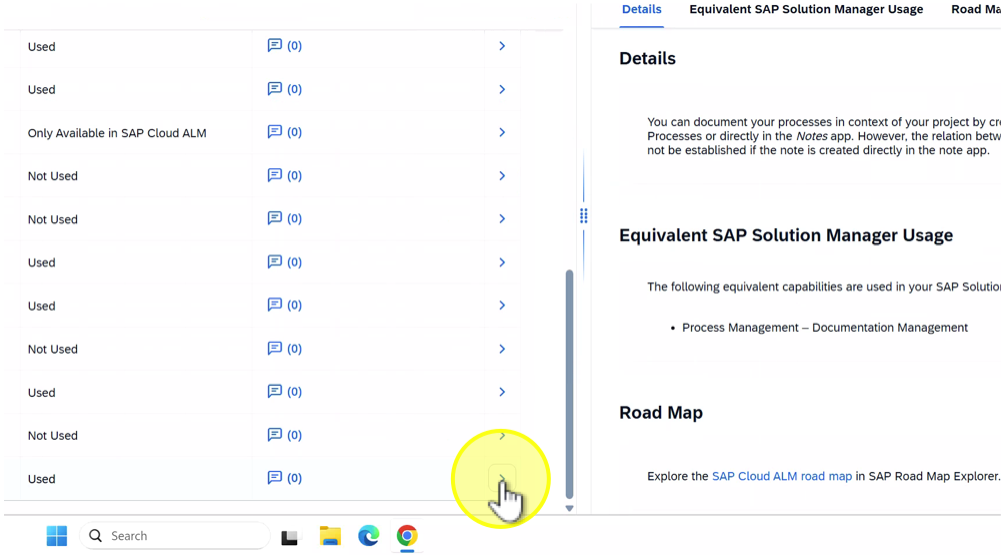 Used (0)
Used (0)
Only Available in SAP Cloud ALM (0)
Not Used (0)
Not Used (0)
Used (0)
Used (0)
Not Used (0)
Used (0)
Not Used (0)
Used (0)
Details Equivalent SAP Solution Manager Usage Road Ma
Details
You can document your processes in context of your project by cre
Processes or directly in the Notes app. However, the relation betw
not be established if the note is created directly in the note app.
Equivalent SAP Solution Manager Usage
The following equivalent capabilities are used in your SAP Solution
• Process Management – Documentation Management
Road Map
Explore the SAP Cloud ALM road map in SAP Road Map Explorer.
Search